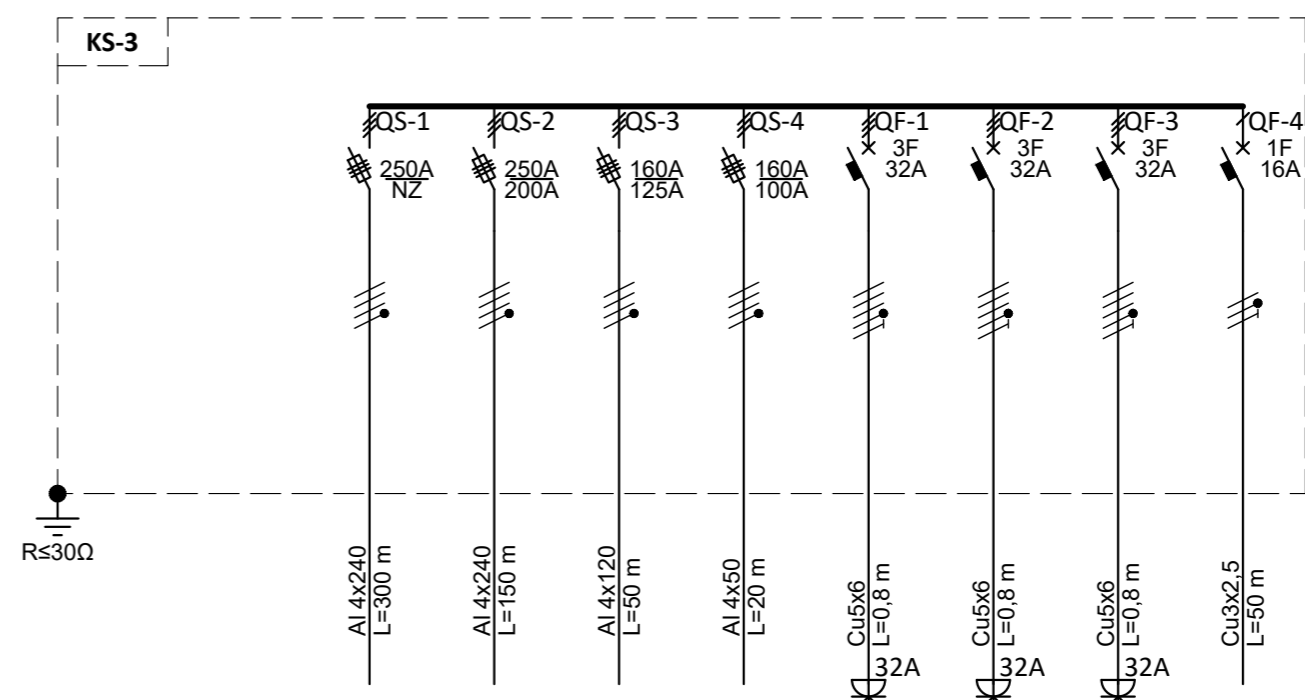 KS-3
QS-1
QS-2
QS-3
QS-4
QF-1
QF-2
QF-3
QF-4
250A
NZ
250A
200A
160A
125A
160A
100A
3F
32A
3F
32A
3F
32A
1F
16A
R≤30Ω
Al 4x240
L=300 m
Al 4x240
L=150 m
Al 4x120
L=50 m
Al 4x50
L=20 m
Cu5x6
L=0,8 m
Cu5x6
L=0,8 m
Cu5x6
L=0,8 m
Cu3x2,5
L=50 m
32A
32A
32A